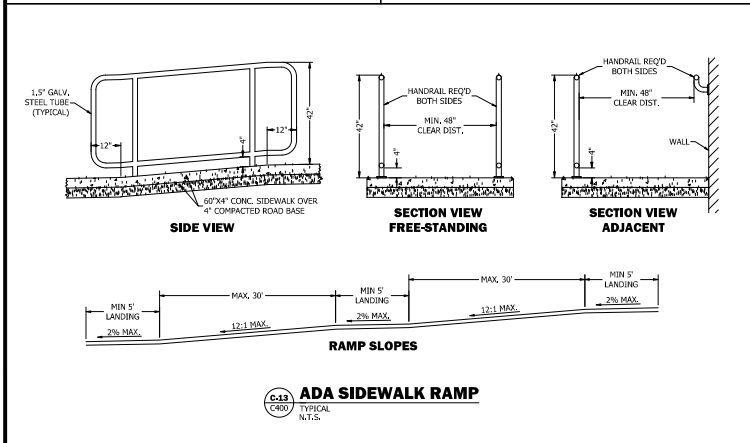 1.5" GALV.
STEEL TUBE
(TYPICAL)
12"
12"
4"
42"
60"X4" CONC. SIDEWALK OVER
4" COMPACTED ROAD BASE
SIDE VIEW
HANDRAIL REQ'D
BOTH SIDES
MIN. 48"
CLEAR DIST.
42"
4"
SECTION VIEW
FREE-STANDING
HANDRAIL REQ'D
BOTH SIDES
MIN. 48"
CLEAR DIST.
42"
4"
WALL
SECTION VIEW
ADJACENT
MIN 5'
LANDING
2% MAX.
MAX. 30'
12:1 MAX.
MIN 5'
LANDING
2% MAX.
MAX. 30'
12:1 MAX.
MIN 5'
LANDING
2% MAX.
RAMP SLOPES
C-13
C400
ADA SIDEWALK RAMP
TYPICAL
N.T.S.